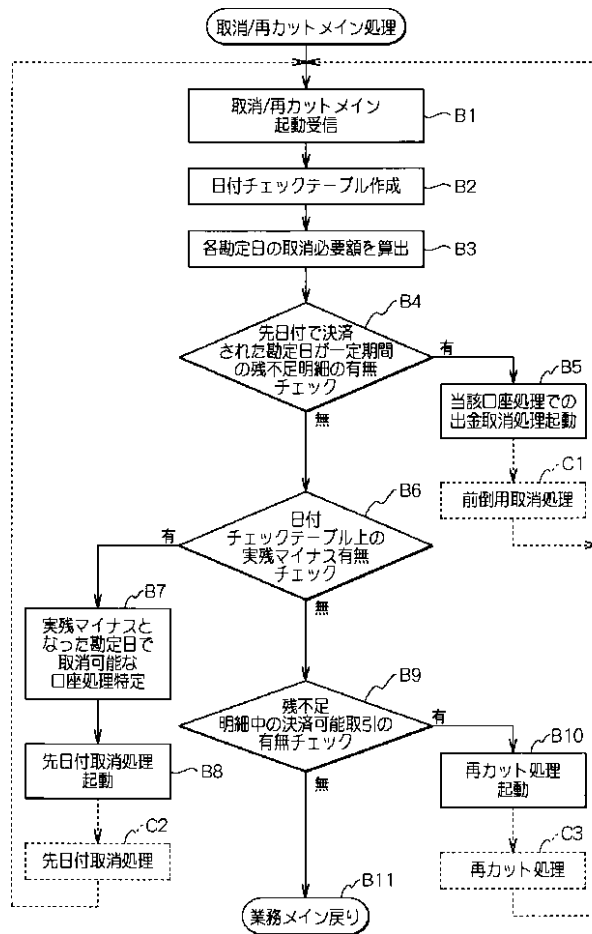 取消/再カットメイン処理
取消/再カットメイン
起動受信
B1
日付チェックテーブル作成
B2
各勘定日の取消必要額を算出
B3
B4
先日付で決済
された勘定日が一定期間
の残不足明細の有無
チェック
有
無
B5
当該口座処理での
出金取消処理起動
C1
前倒用取消処理
B6
日付
チェックテーブル上の
実残マイナス有無
チェック
有
無
B7
実残マイナスと
なった勘定日で
取消可能な
口座処理特定
B9
残不足
明細中の決済可能取引の
有無チェック
有
無
先日付取消処理
起動
B8
B10
再カット処理
起動
C2
先日付取消処理
C3
再カット処理
B11
業務メイン戻り